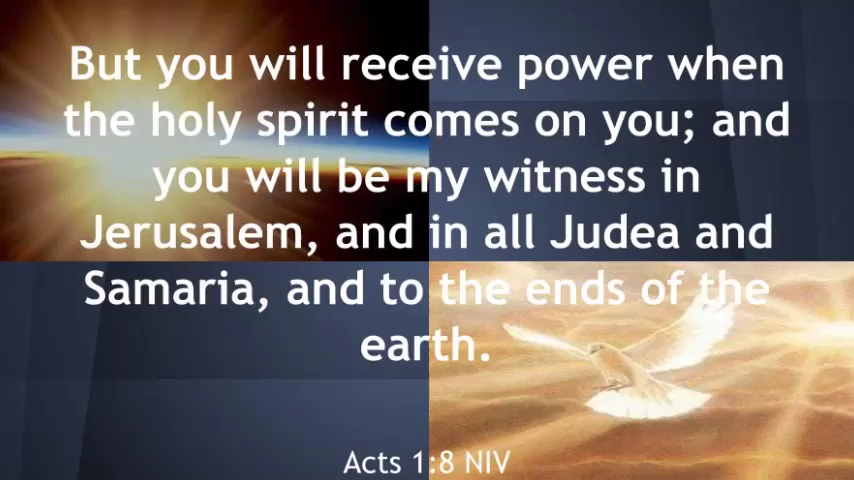 But you will receive power when
the holy spirit comes on you; and
you will be my witness in
Jerusalem, and in all Judea and
Samaria, and to the ends of the
earth.
Acts 1:8 NIV